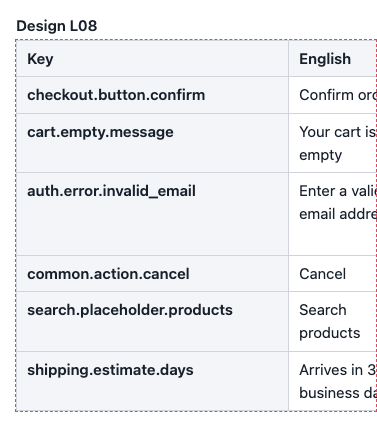 Design L08
Key English
checkout.button.confirm Confirm
cart.empty.message Your cart is
empty
auth.error.invalid_email Enter a
email
common.action.cancel Cancel
search.placeholder.products Search
products
shipping.estimate.days Arrives in 3
business